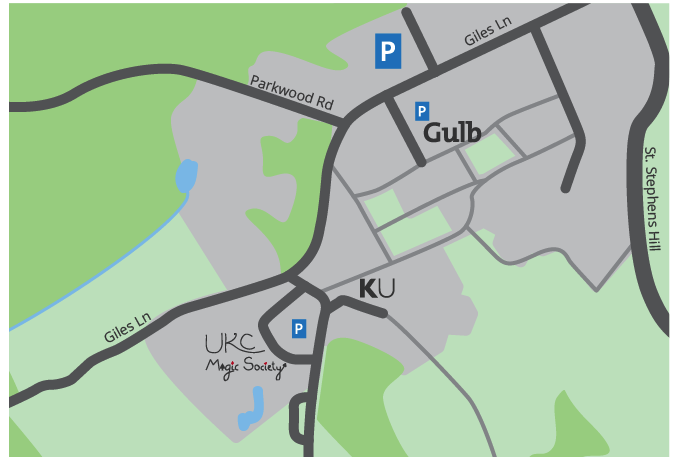 P
Giles Ln
Parkwood Rd
P
Gulb
St. Stephens Hill
KU
Giles Ln
P
UKC
Magic Society